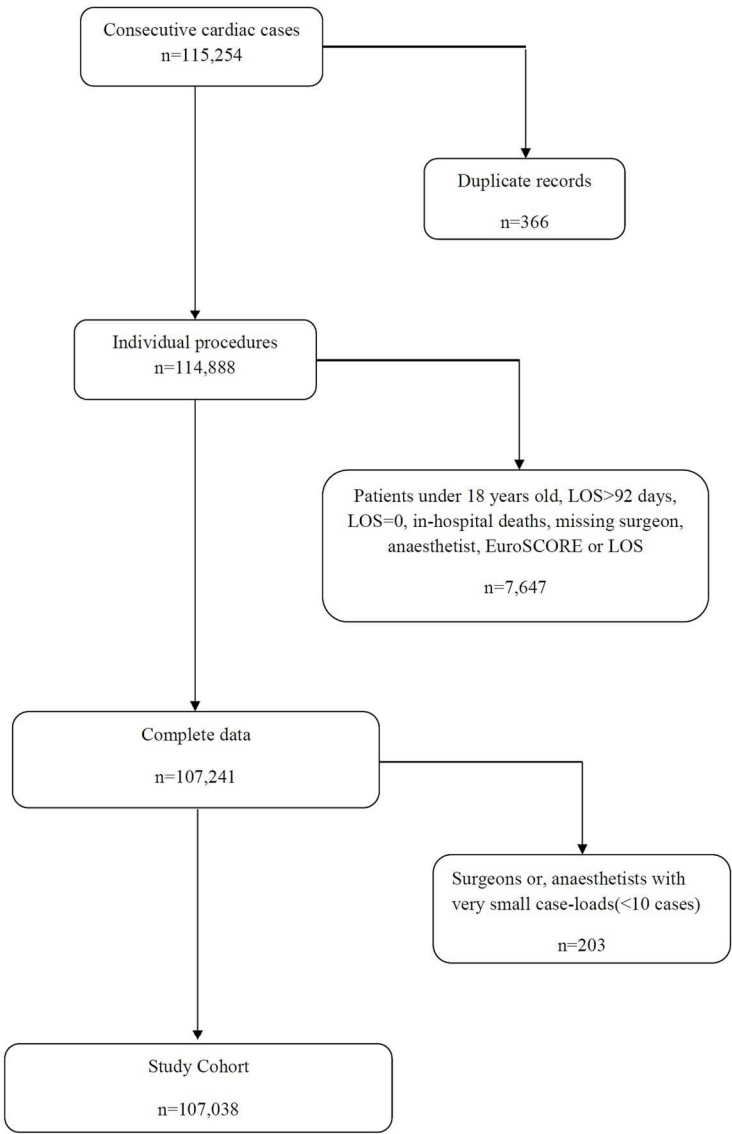 Consecutive cardiac cases
n=115,254
Duplicate records
n=366
Individual procedures
n=114,888
Patients under 18 years old, LOS>92 days,
LOS=0, in-hospital deaths, missing surgeon,
anaesthetist, EuroSCORE or LOS
n=7,647
Complete data
n=107,241
Surgeons or, anaesthetists with
very small case-loads(<10 cases)
n=203
Study Cohort
n=107,038